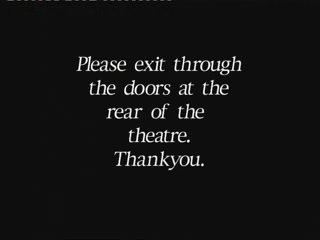 Please exit through
the doors at the
rear of the
theatre.
Thankyou.